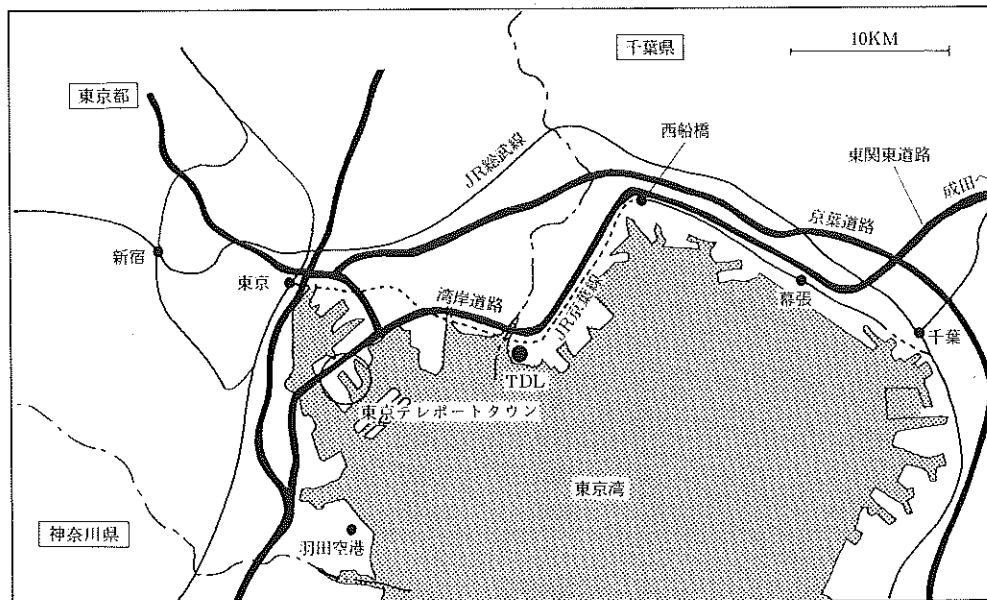 千葉県
10KM
東京都
西船橋
JR総武線
東関東道路
成田へ
京葉道路
新宿
東京
湾岸道路
JR京葉線
幕張
千葉
TDL
東京テレポートタウン
東京湾
神奈川県
羽田空港